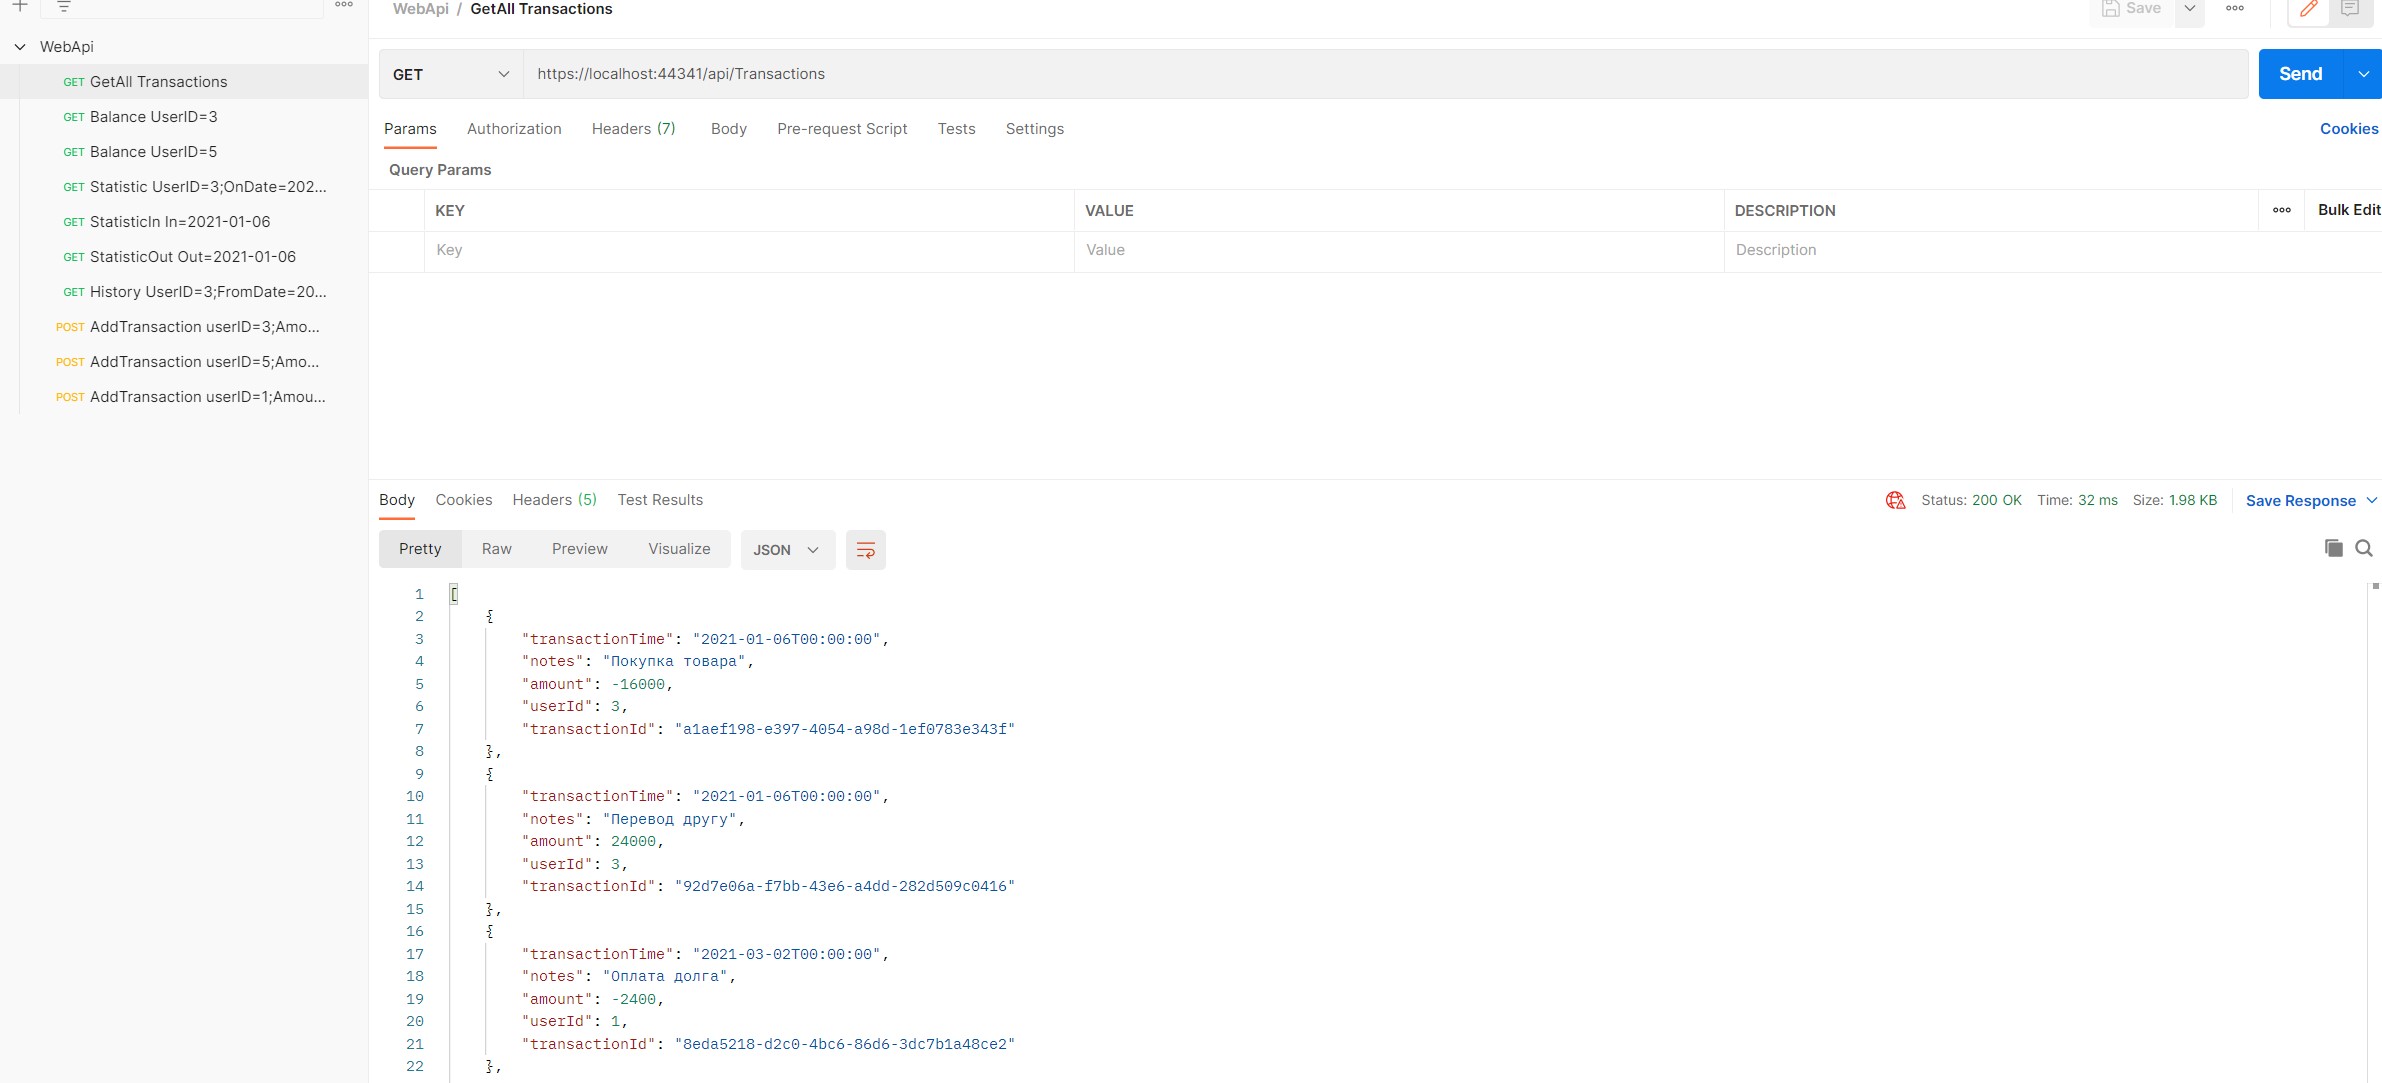 WebApi / GetAll Transactions
Save
WebApi
GET GetAll Transactions
GET Balance UserID=3
GET Balance UserID=5
GET Statistic UserID=3;OnDate=202...
GET StatisticIn In=2021-01-06
GET StatisticOut Out=2021-01-06
GET History UserID=3;FromDate=20...
POST AddTransaction userID=3;Amo...
POST AddTransaction userID=5;Amo...
POST AddTransaction userID=1;Amou...
GET https://localhost:44341/api/Transactions Send
Params Authorization Headers (7) Body Pre-request Script Tests Settings Cookies
Query Params
KEY VALUE DESCRIPTION Bulk Edit
Key Value Description
Body Cookies Headers (5) Test Results Status: 200 OK Time: 32 ms Size: 1.98 KB Save Response
Pretty Raw Preview Visualize JSON
1 [
2 {
3 "transactionTime": "2021-01-06T00:00:00",
4 "notes": "Покупка товара",
5 "amount": -16000,
6 "userId": 3,
7 "transactionId": "a1aef198-e397-4054-a98d-1ef0783e343f"
8 },
9 {
10 "transactionTime": "2021-01-06T00:00:00",
11 "notes": "Перевод другу",
12 "amount": 24000,
13 "userId": 3,
14 "transactionId": "92d7e06a-f7bb-43e6-a4dd-282d509c0416"
15 },
16 {
17 "transactionTime": "2021-03-02T00:00:00",
18 "notes": "Оплата долга",
19 "amount": -2400,
20 "userId": 1,
21 "transactionId": "8eda5218-d2c0-4bc6-86d6-3dc7b1a48ce2"
22 },